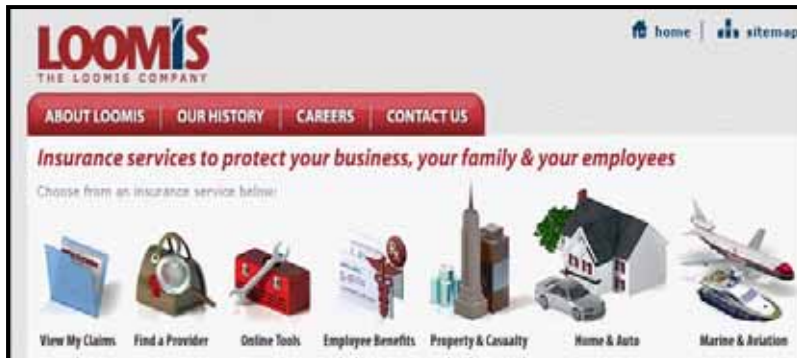 home | sitemap
LOOMIS
THE LOOMIS COMPANY
ABOUT LOOMIS | OUR HISTORY | CAREERS | CONTACT US
Insurance services to protect your business, your family & your employees
Choose from an insurance service below:
View My Claims Find a Provider Online Tools Employee Benefits Property & Casualty Home & Auto Marine & Aviation